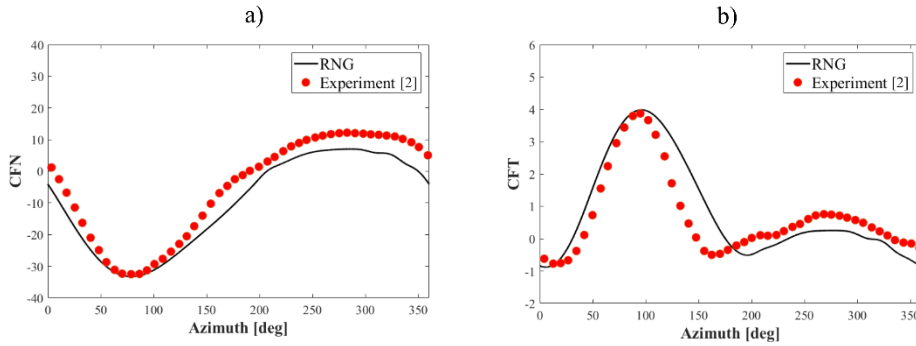 a)
40
30
20
10
0
-10
-20
-30
-40
CFN
0 50 100 150 200 250 300 350
Azimuth [deg]
RNG
Experiment [2]
b)
6
5
4
3
2
1
0
-1
-2
CFT
0 50 100 150 200 250 300 350
Azimuth [deg]
RNG
Experiment [2]